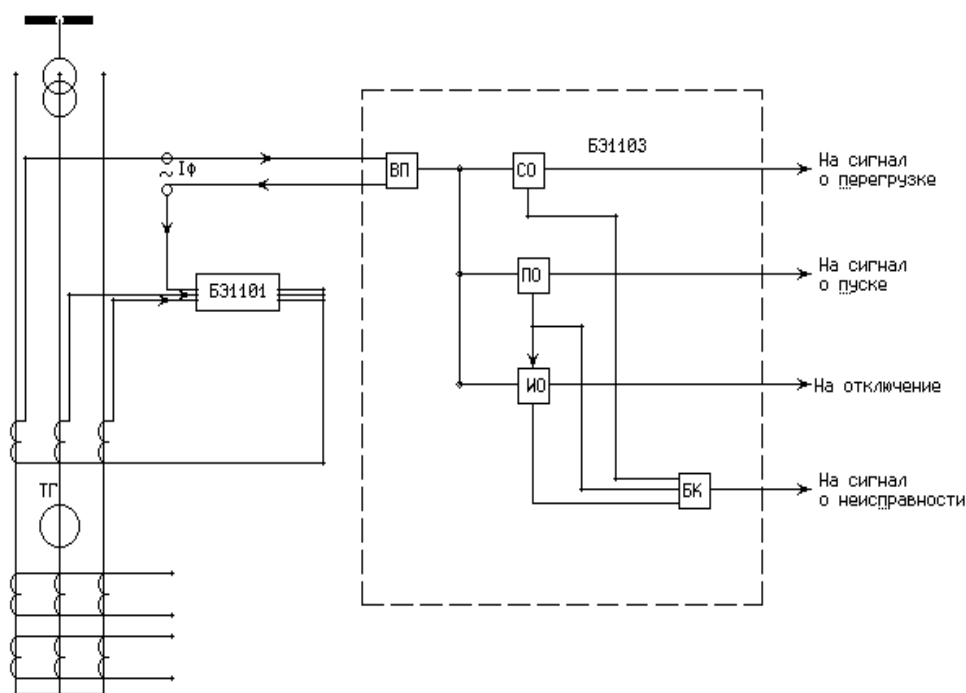 БЭ1103
На сигнал
о перегрузке
~ Iф
ВП
СО
БЭ1101
ПО
На сигнал
о пуске
ИО
На отключение
ТГ
БК
На сигнал
о неисправности